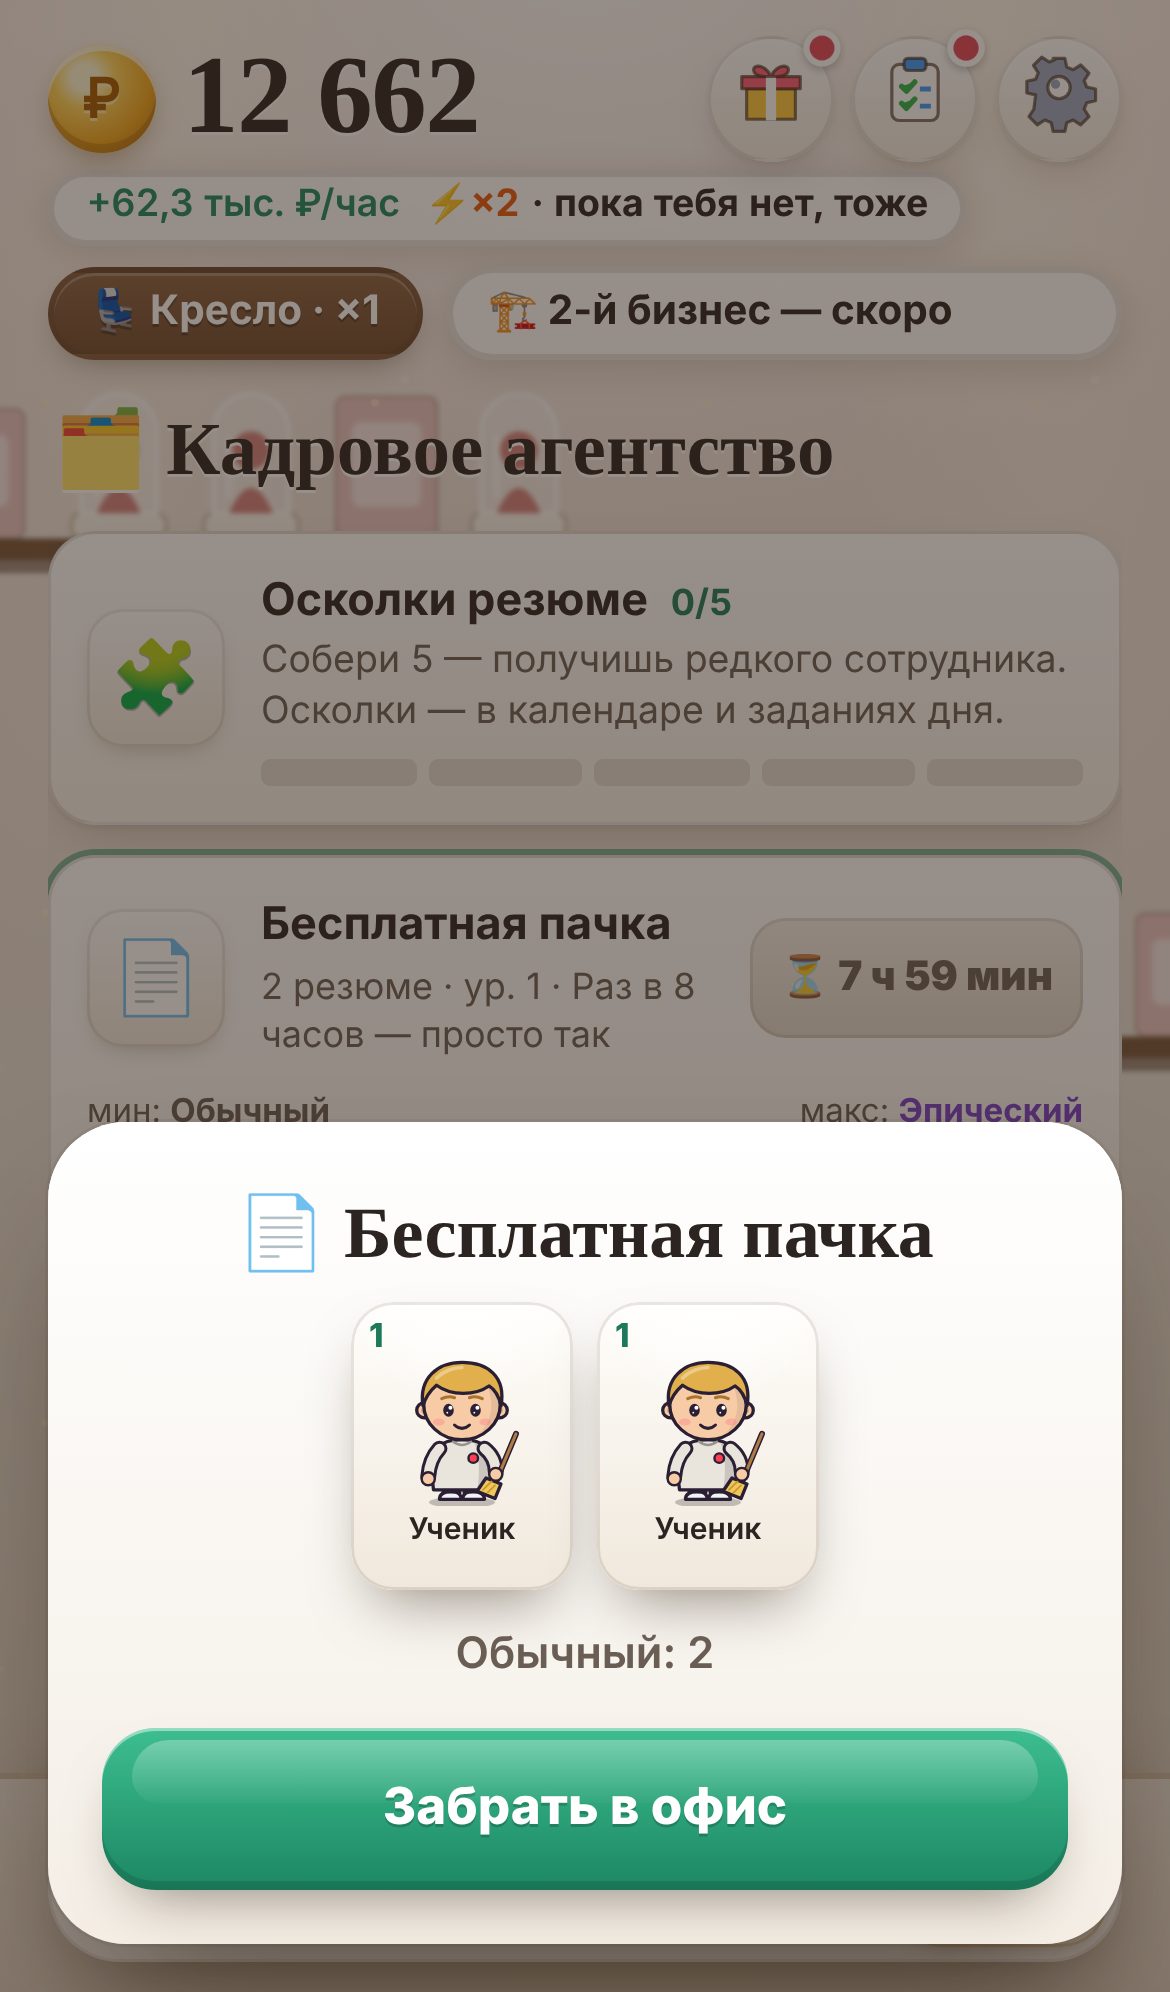 ₽ 12 662
+62,3 тыс. ₽/час ⚡×2 · пока тебя нет, тоже
Кресло · ×1
2-й бизнес — скоро
Кадровое агентство
Осколки резюме 0/5
Собери 5 — получишь редкого сотрудника.
Осколки — в календаре и заданиях дня.
Бесплатная пачка
2 резюме · ур. 1 · Раз в 8
часов — просто так
⏳ 7 ч 59 мин
мин: Обычный
макс: Эпический
Бесплатная пачка
1
Ученик
1
Ученик
Обычный: 2
Забрать в офис